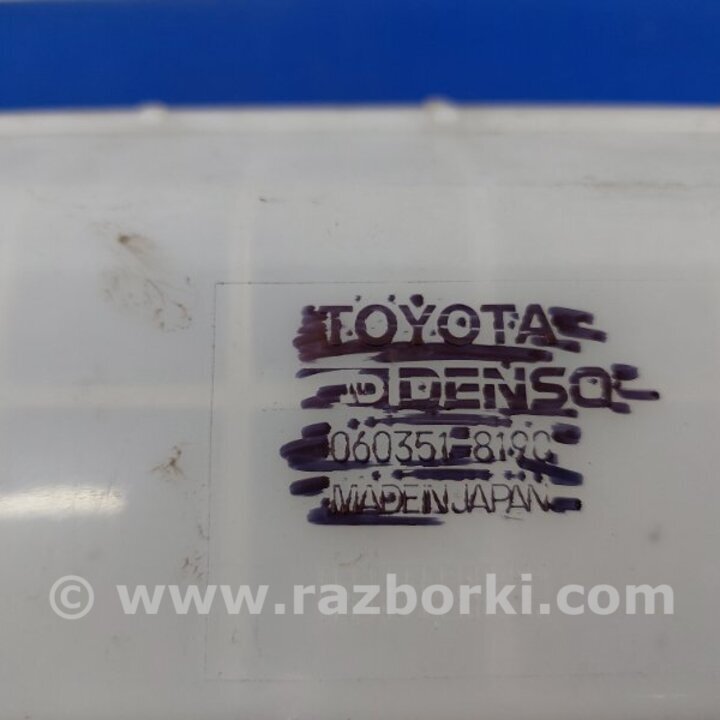 TOYOTA
DENSO
060351-8190
MADE IN JAPAN
© www.razborki.com